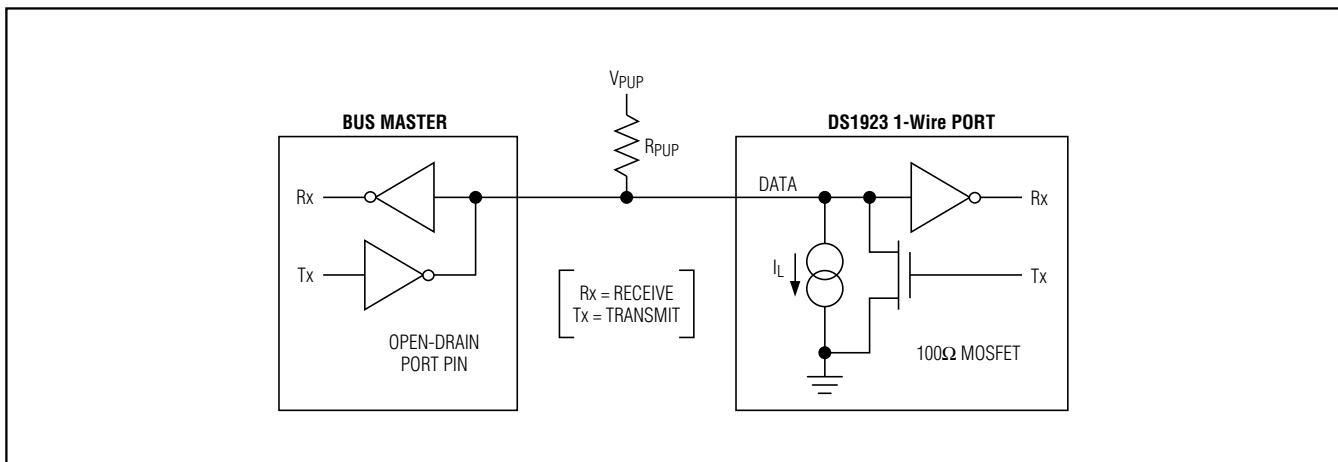 VPUP
BUS MASTER
DS1923 1-Wire PORT
RPUP
Rx
DATA
Rx
Tx
IL
Tx
Rx = RECEIVE
Tx = TRANSMIT
OPEN-DRAIN
PORT PIN
100Ω MOSFET